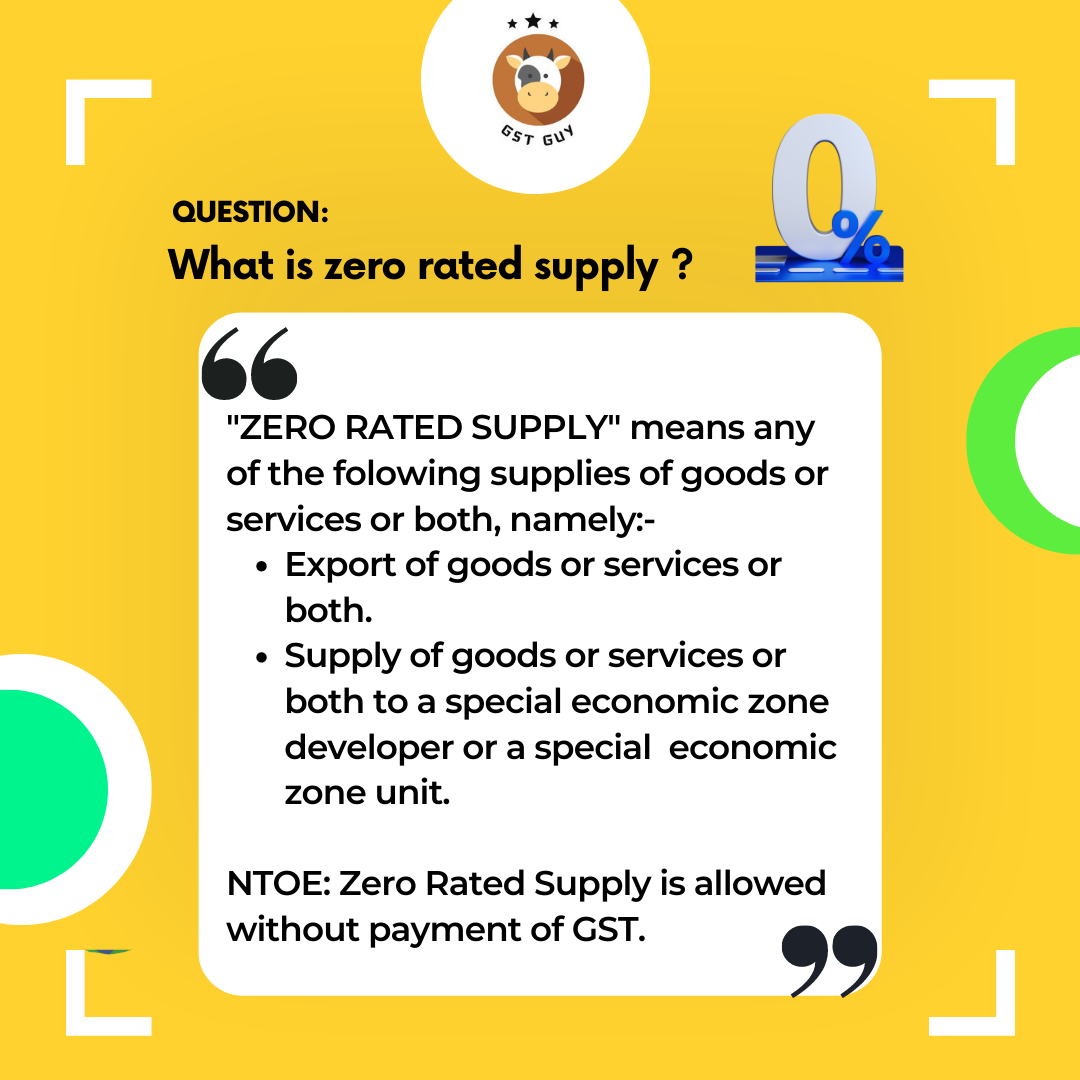 GST GUY
QUESTION:
What is zero rated supply ?
0%
"ZERO RATED SUPPLY" means any
of the folowing supplies of goods or
services or both, namely:-
• Export of goods or services or
both.
• Supply of goods or services or
both to a special economic zone
developer or a special  economic
zone unit.
NTOE: Zero Rated Supply is allowed
without payment of GST.